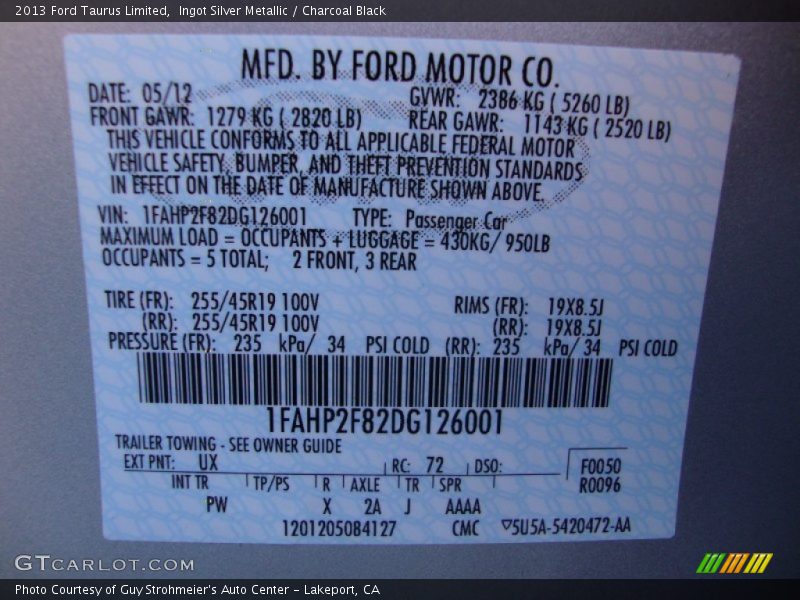 2013 Ford Taurus Limited,  Ingot Silver Metallic / Charcoal Black
MFD. BY FORD MOTOR CO.
DATE: 05/12 GVWR: 2386 KG ( 5260 LB)
FRONT GAWR: 1279 KG ( 2820 LB) REAR GAWR: 1143 KG ( 2520 LB)
THIS VEHICLE CONFORMS TO ALL APPLICABLE FEDERAL MOTOR
VEHICLE SAFETY, BUMPER, AND THEFT PREVENTION STANDARDS
IN EFFECT ON THE DATE OF MANUFACTURE SHOWN ABOVE.
VIN: 1FAHP2F82DG126001 TYPE: Passenger Car
MAXIMUM LOAD = OCCUPANTS + LUGGAGE = 430KG/ 950LB
OCCUPANTS = 5 TOTAL; 2 FRONT, 3 REAR
TIRE (FR): 255/45R19 100V RIMS (FR): 19X8.5J
(RR): 255/45R19 100V (RR): 19X8.5J
PRESSURE (FR): 235 kPa/ 34 PSI COLD (RR): 235 kPa/ 34 PSI COLD
1FAHP2F82DG126001
TRAILER TOWING - SEE OWNER GUIDE
EXT PNT: UX RC: 72 DSO: F0050
INT TR TP/PS R AXLE TR SPR R0096
PW X 2A J AAAA
1201205084127 CMC ▽5U5A-5420472-AA
GTCARLOT.COM
Photo Courtesy of Guy Strohmeier's Auto Center – Lakeport, CA